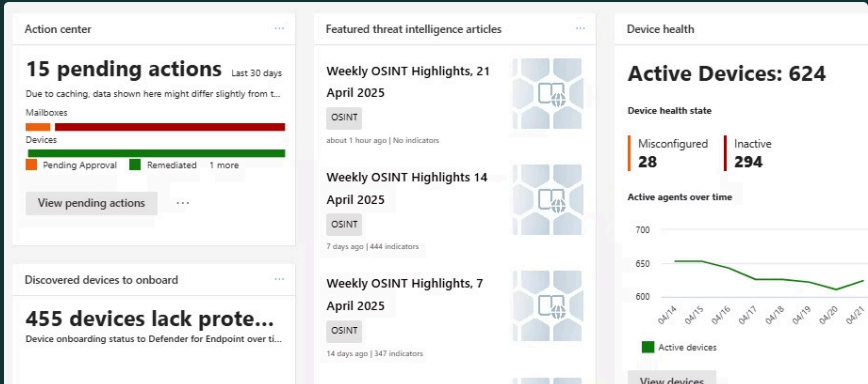 Action center
15 pending actions Last 30 days
Due to caching, data shown here might differ slightly from t...
Mailboxes
Devices
Pending Approval Remediated 1 more
View pending actions ...
Discovered devices to onboard
455 devices lack prote...
Device onboarding status to Defender for Endpoint over ti...
Featured threat intelligence articles
Weekly OSINT Highlights, 21
April 2025
OSINT
about 1 hour ago | No indicators
Weekly OSINT Highlights 14
April 2025
OSINT
7 days ago | 444 indicators
Weekly OSINT Highlights, 7
April 2025
OSINT
14 days ago | 347 indicators
Device health
Active Devices: 624
Device health state
Misconfigured Inactive
28 294
Active agents over time
700
650
600
04/14 04/15 04/16 04/17 04/18 04/19 04/20 04/21
Active devices
View devices